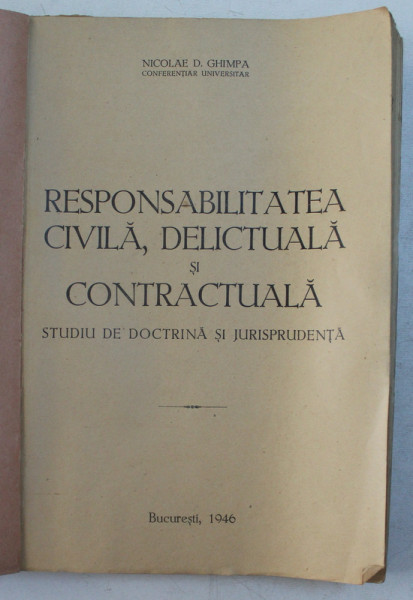 NICOLAE D. GHIMPA
CONFERENȚIAR UNIVERSITAR
RESPONSABILITATEA
CIVILĂ, DELICTUALĂ
ȘI
CONTRACTUALĂ
STUDIU DE DOCTRINĂ ȘI JURISPRUDENȚĂ
București, 1946